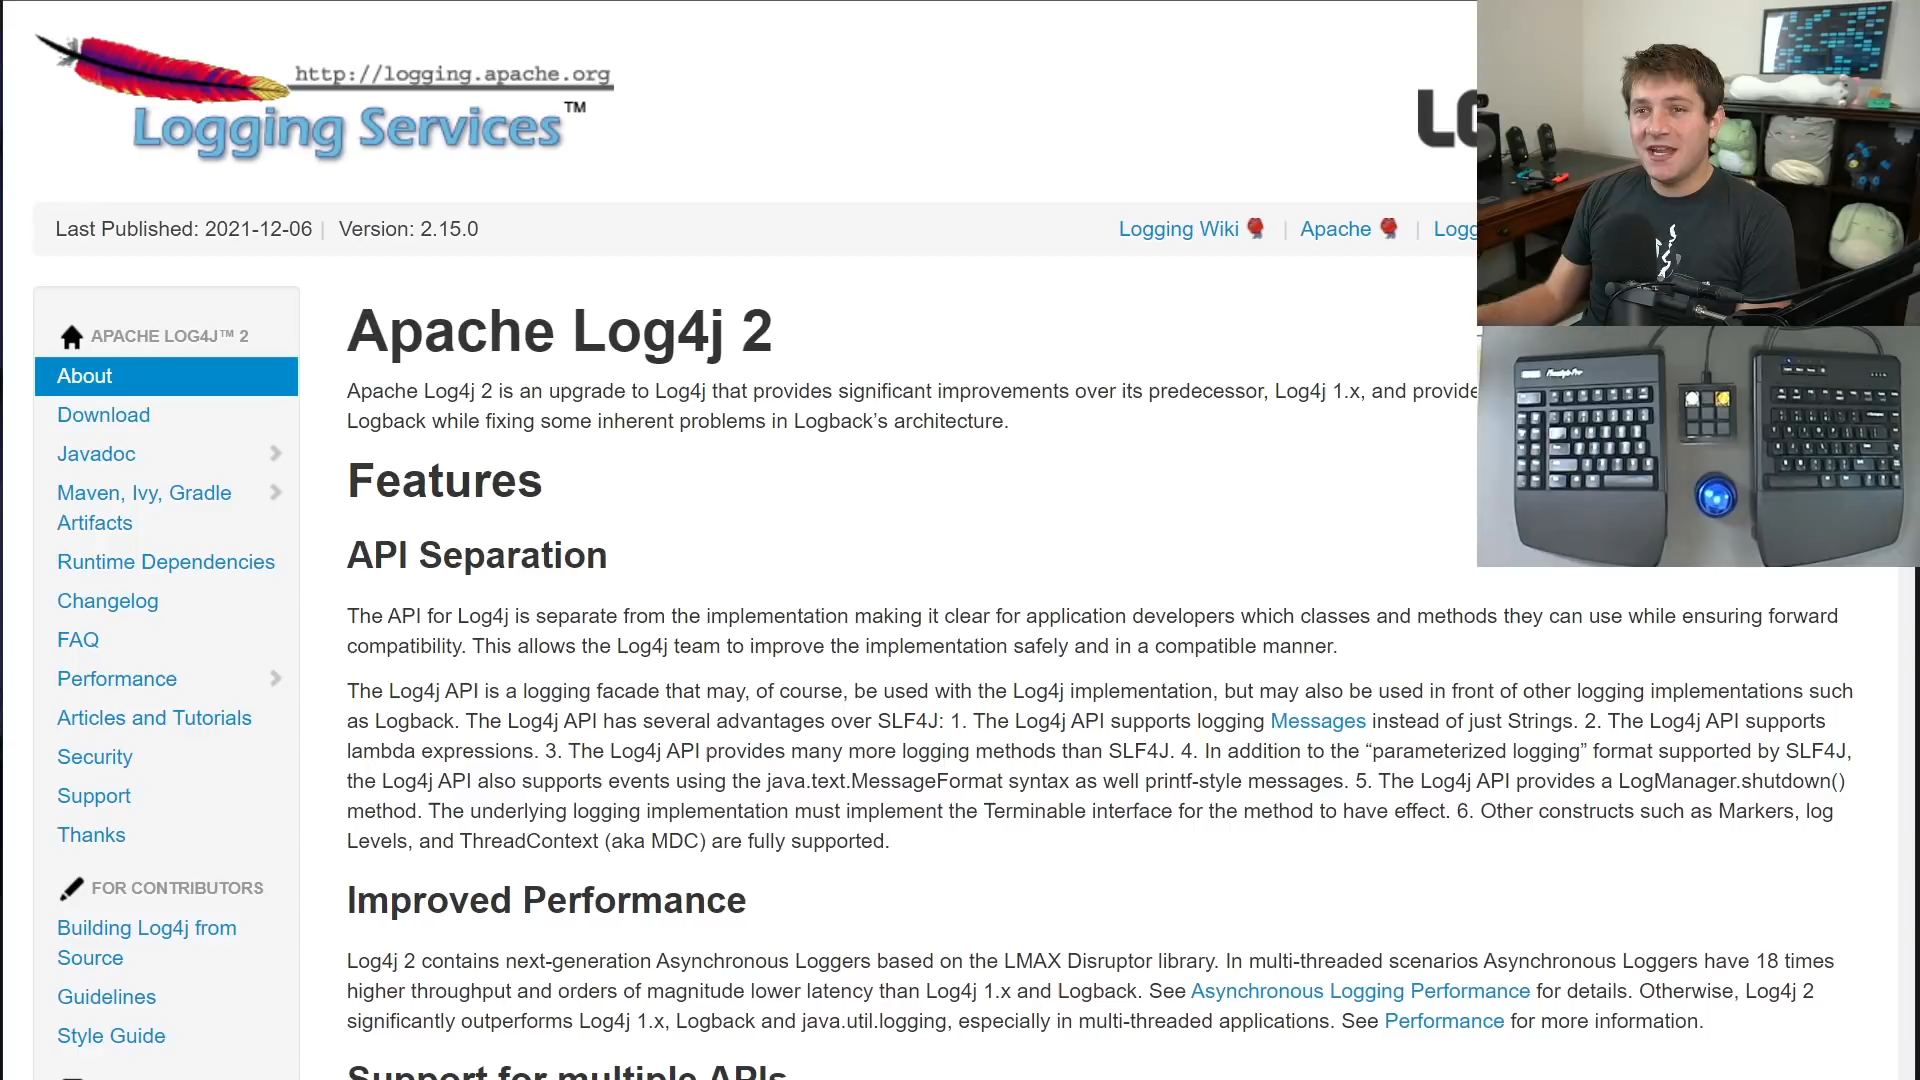 http://logging.apache.org
Logging Services™
LO
Last Published: 2021-12-06 | Version: 2.15.0
Logging Wiki | Apache | Logg
APACHE LOG4J™ 2
About
Download
Javadoc
Maven, Ivy, Gradle
Artifacts
Runtime Dependencies
Changelog
FAQ
Performance
Articles and Tutorials
Security
Support
Thanks
FOR CONTRIBUTORS
Building Log4j from
Source
Guidelines
Style Guide
Apache Log4j 2
Apache Log4j 2 is an upgrade to Log4j that provides significant improvements over its predecessor, Log4j 1.x, and provide
Logback while fixing some inherent problems in Logback’s architecture.
Features
API Separation
The API for Log4j is separate from the implementation making it clear for application developers which classes and methods they can use while ensuring forward
compatibility. This allows the Log4j team to improve the implementation safely and in a compatible manner.
The Log4j API is a logging facade that may, of course, be used with the Log4j implementation, but may also be used in front of other logging implementations such
as Logback. The Log4j API has several advantages over SLF4J: 1. The Log4j API supports logging Messages instead of just Strings. 2. The Log4j API supports
lambda expressions. 3. The Log4j API provides many more logging methods than SLF4J. 4. In addition to the “parameterized logging” format supported by SLF4J,
the Log4j API also supports events using the java.text.MessageFormat syntax as well printf-style messages. 5. The Log4j API provides a LogManager.shutdown()
method. The underlying logging implementation must implement the Terminable interface for the method to have effect. 6. Other constructs such as Markers, log
Levels, and ThreadContext (aka MDC) are fully supported.
Improved Performance
Log4j 2 contains next-generation Asynchronous Loggers based on the LMAX Disruptor library. In multi-threaded scenarios Asynchronous Loggers have 18 times
higher throughput and orders of magnitude lower latency than Log4j 1.x and Logback. See Asynchronous Logging Performance for details. Otherwise, Log4j 2
significantly outperforms Log4j 1.x, Logback and java.util.logging, especially in multi-threaded applications. See Performance for more information.
Support for multiple APIs
Freestyle Pro